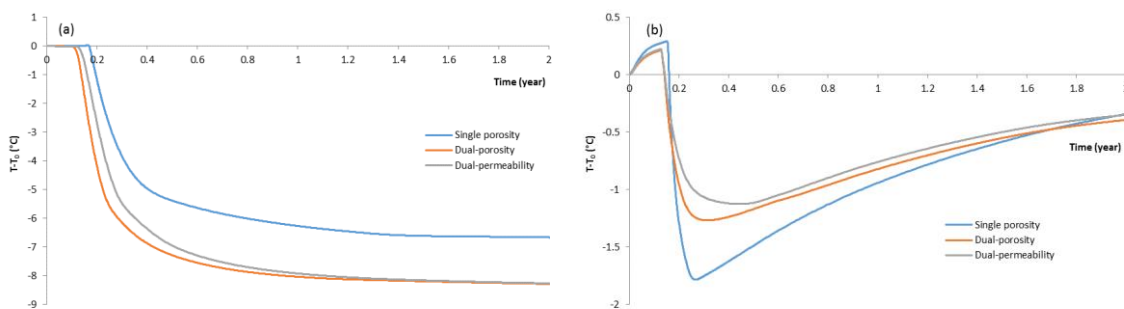 (a)
1
0
-1
-2
-3
-4
-5
-6
-7
-8
-9
0 0.2 0.4 0.6 0.8 1 1.2 1.4 1.6 1.8 2
Time (year)
T-T₀ (°C)
Single porosity
Dual-porosity
Dual-permeability
(b)
0.5
0
-0.5
-1
-1.5
-2
0 0.2 0.4 0.6 0.8 1 1.2 1.4 1.6 1.8
Time (year)
T-T₀ (°C)
Single porosity
Dual-porosity
Dual-permeability